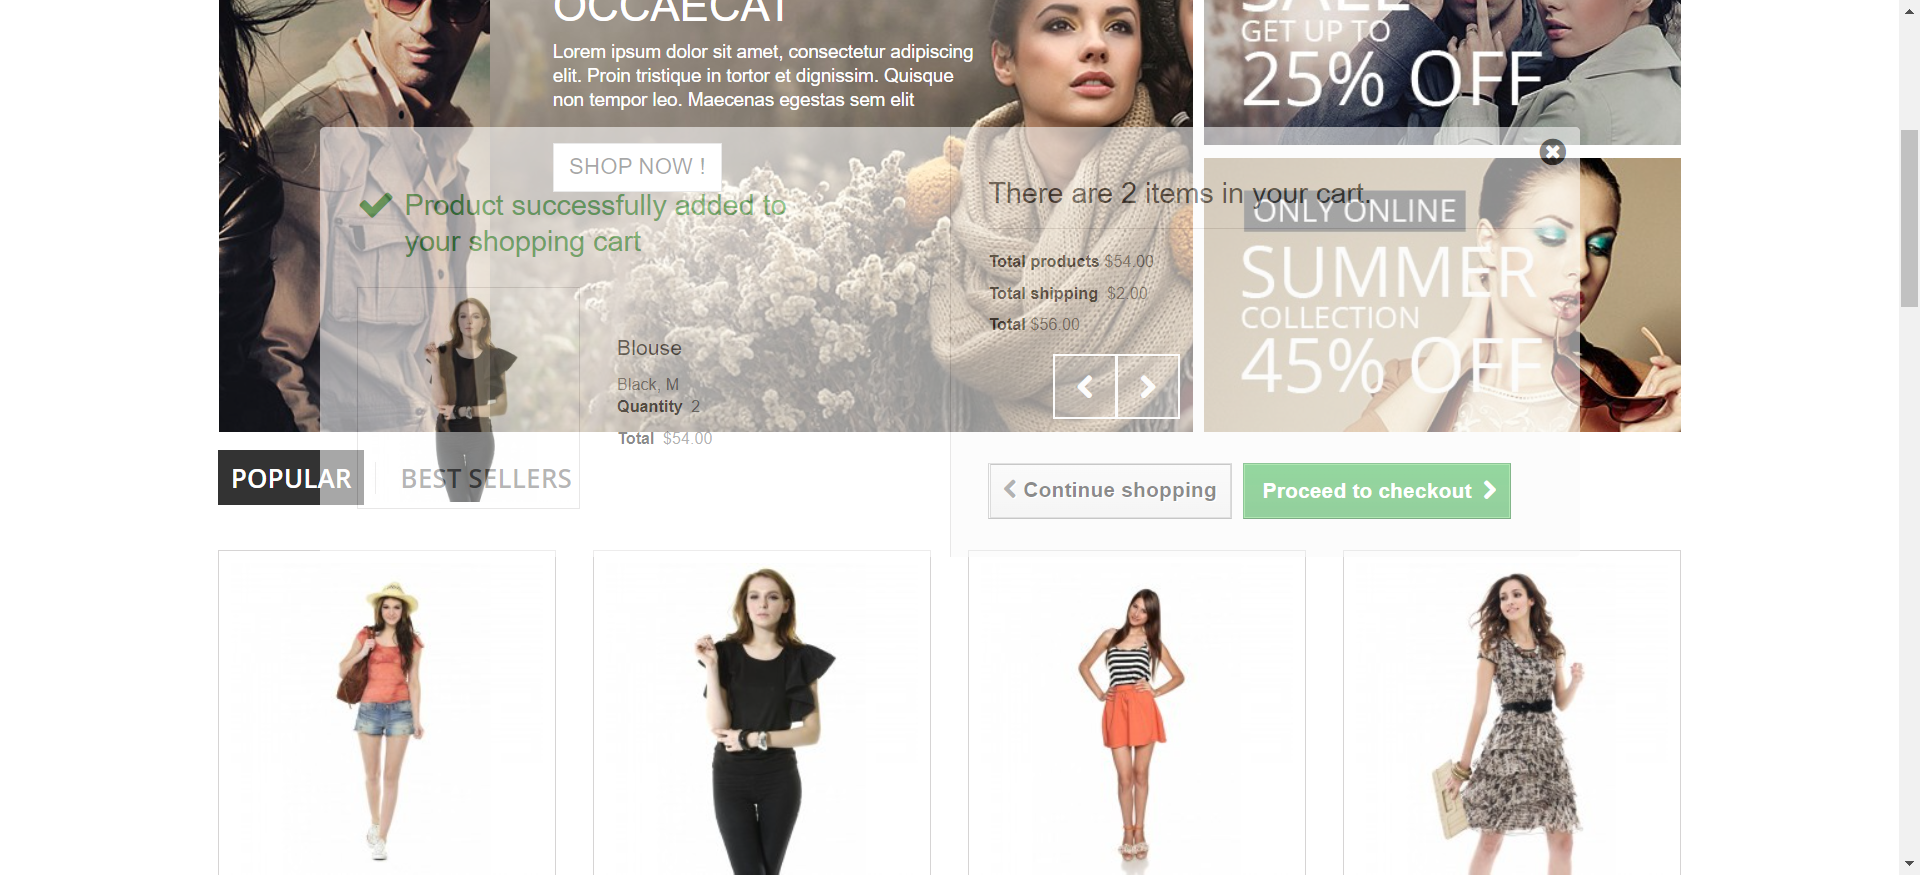 OCCAECAT
Lorem ipsum dolor sit amet, consectetur adipiscing
elit. Proin tristique in tortor et dignissim. Quisque
non tempor leo. Maecenas egestas sem elit
SHOP NOW !
SALE
GET UP TO
25% OFF
Product successfully added to
your shopping cart
Blouse
Black, M
Quantity 2
Total $54.00
There are 2 items in your cart.
Total products $54.00
Total shipping $2.00
Total $56.00
Continue shopping
Proceed to checkout
ONLY ONLINE
SUMMER
COLLECTION
45% OFF
POPULAR
BEST SELLERS